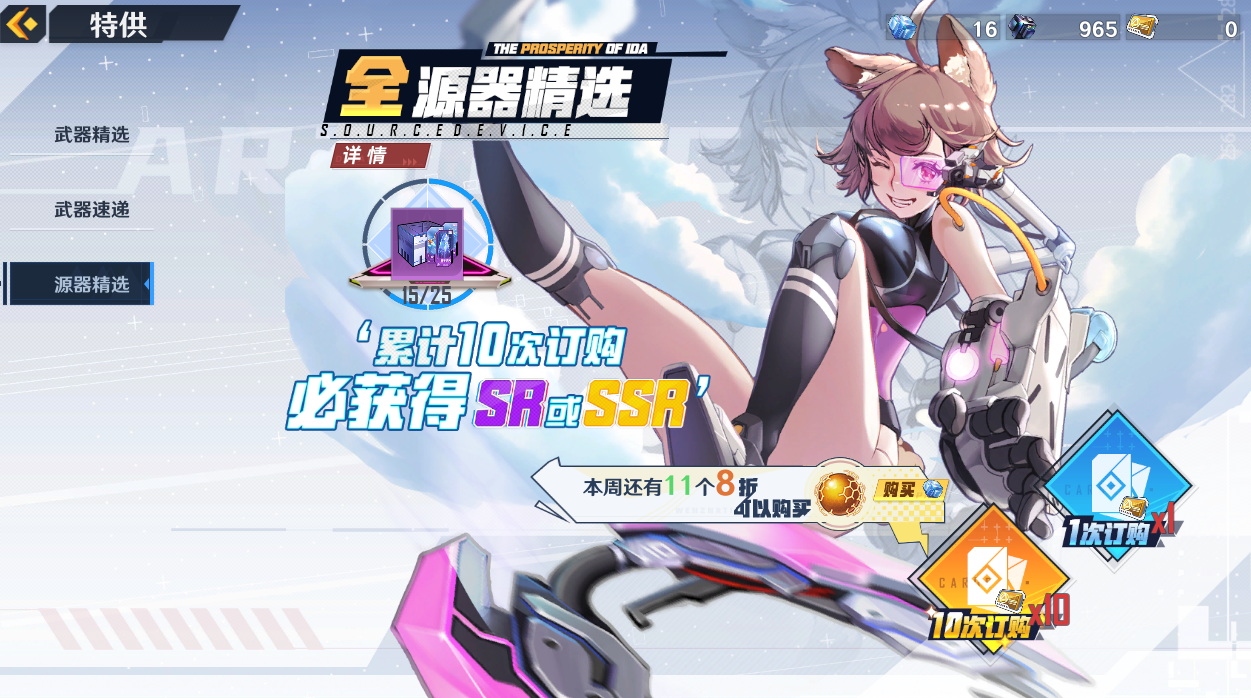 特供
16
965
0
THE PROSPERITY OF IDA
全源器精选
S.O.U.R.C.E.D.E.V.I.C.E
详情
武器精选
武器速递
源器精选
15/25
‘累计10次订购
必获得SR或SSR’
本周还有11个8折
可以购买
购买
1次订购
x1
10次订购
x10